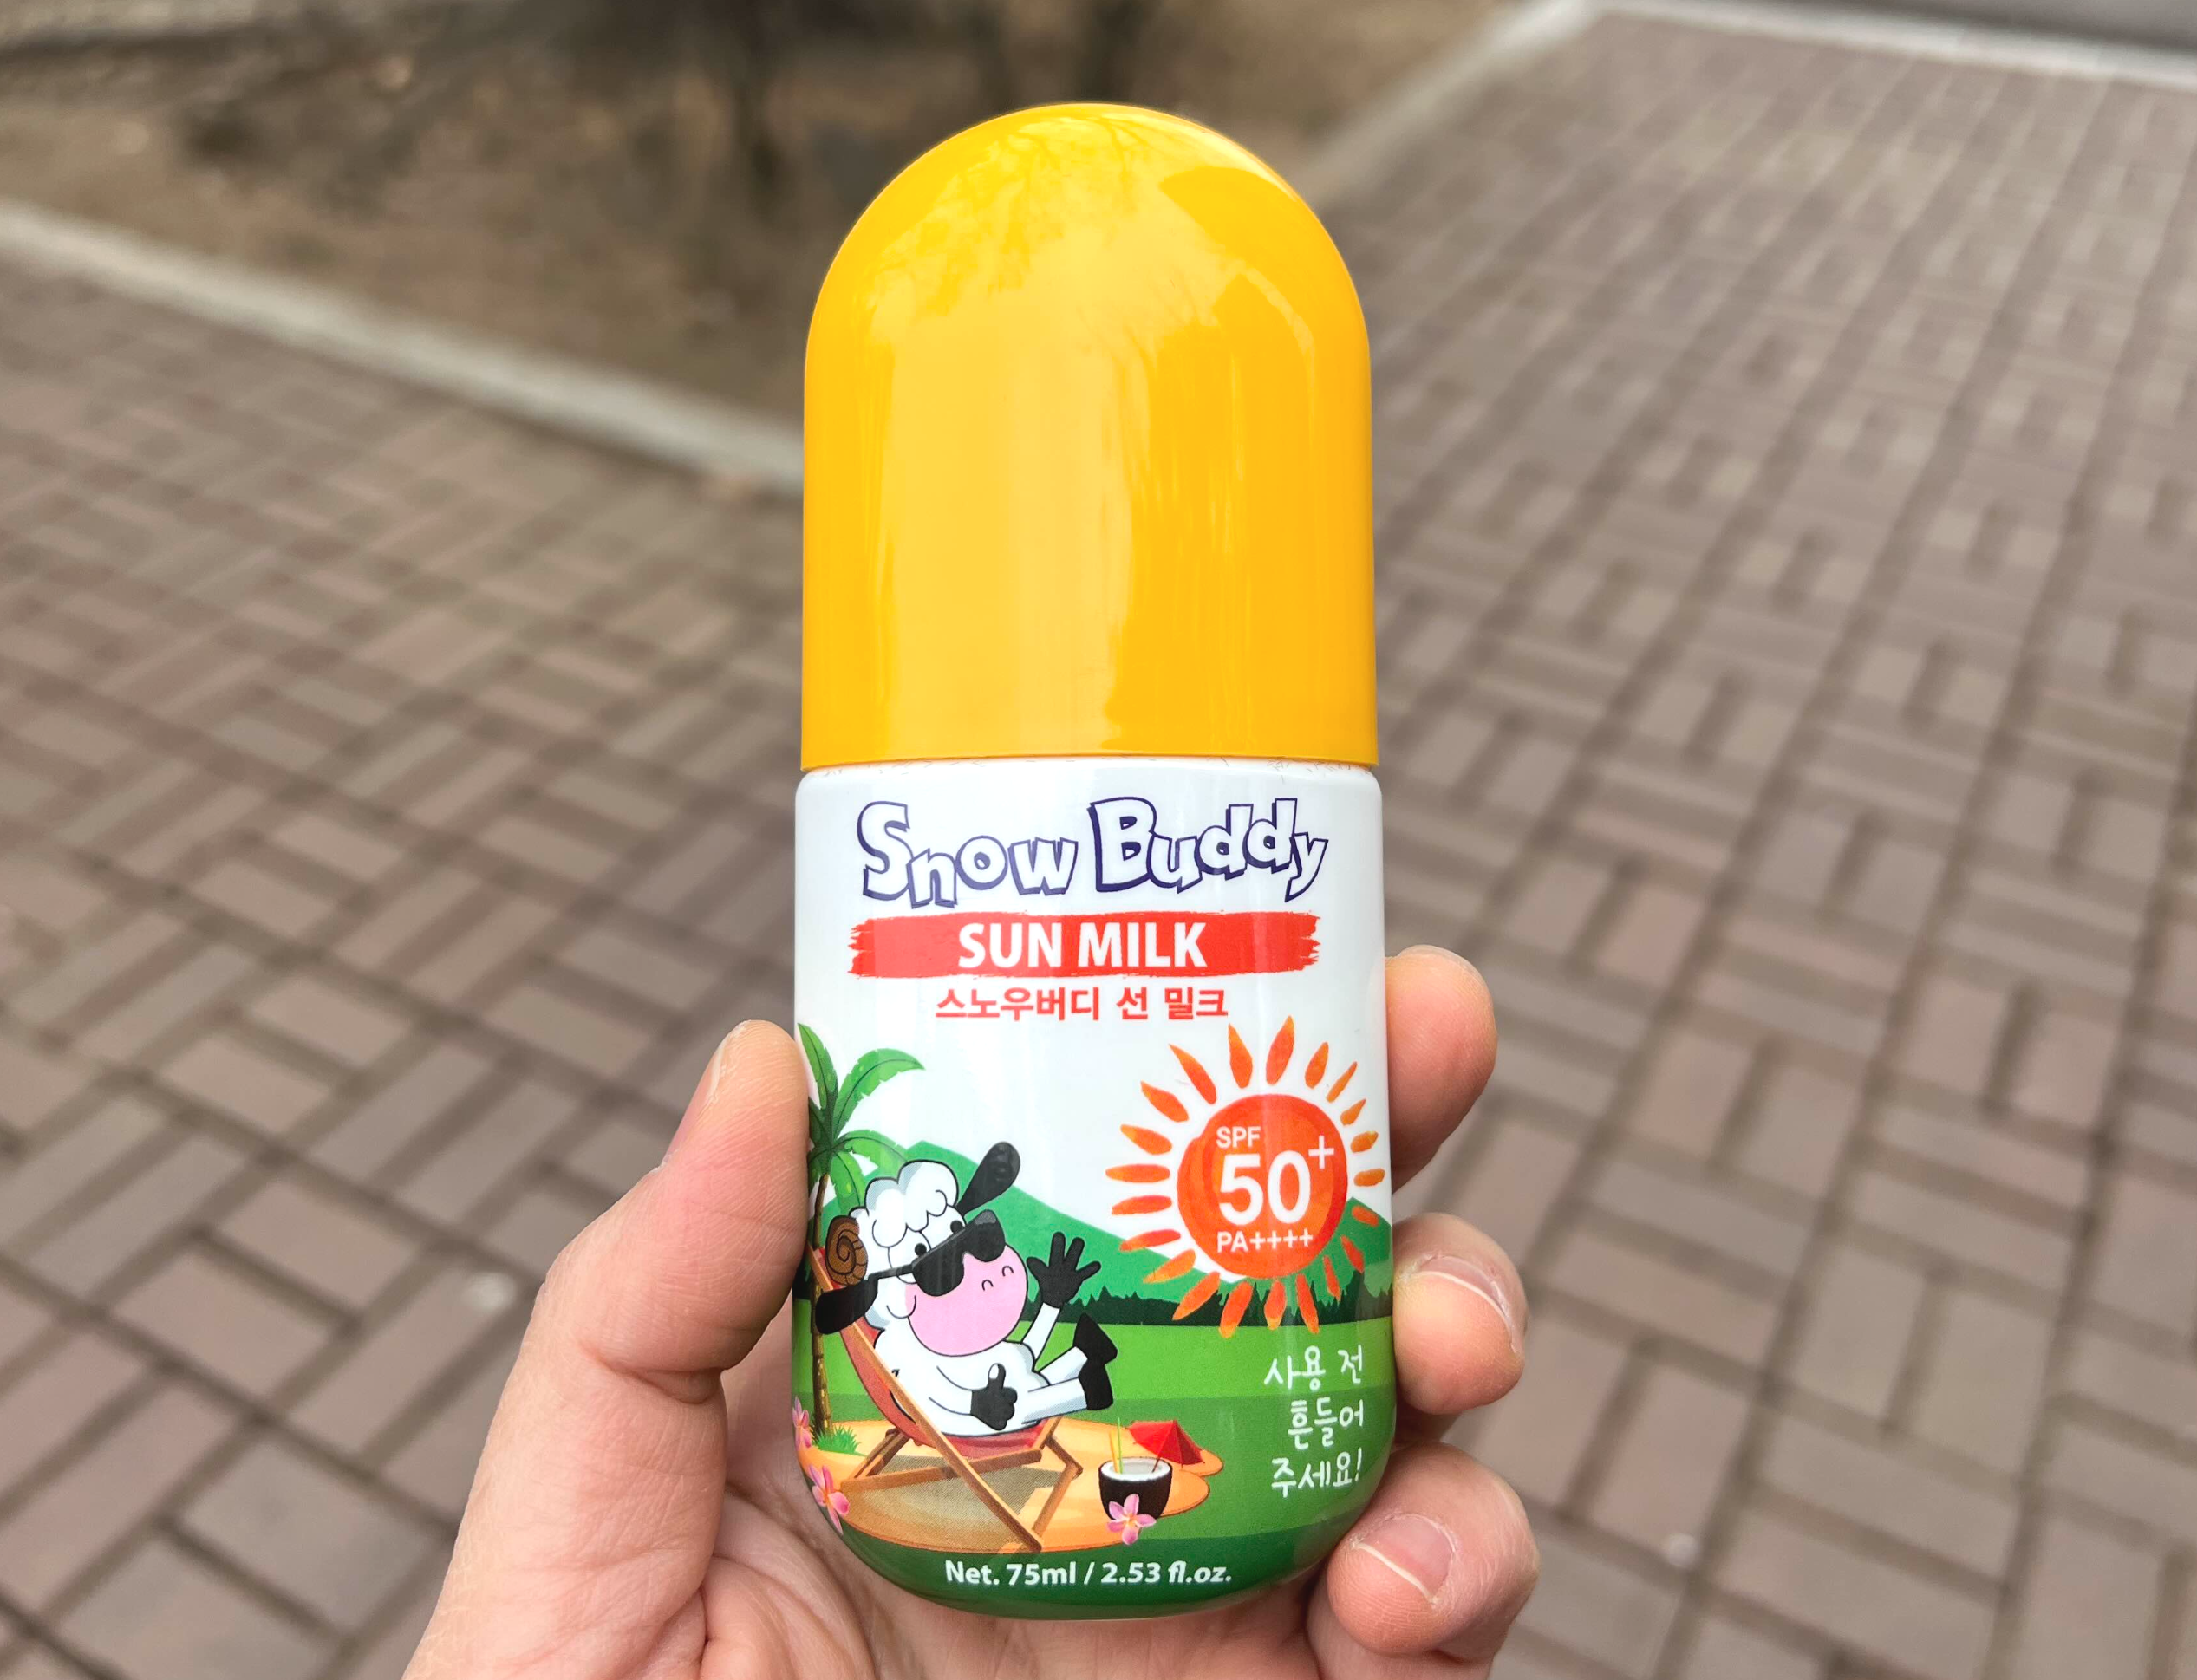 Snow Buddy
SUN MILK
스노우버디 선 밀크
SPF
50+
PA++++
사용 전
흔들어
주세요!
Net. 75ml / 2.53 fl.oz.